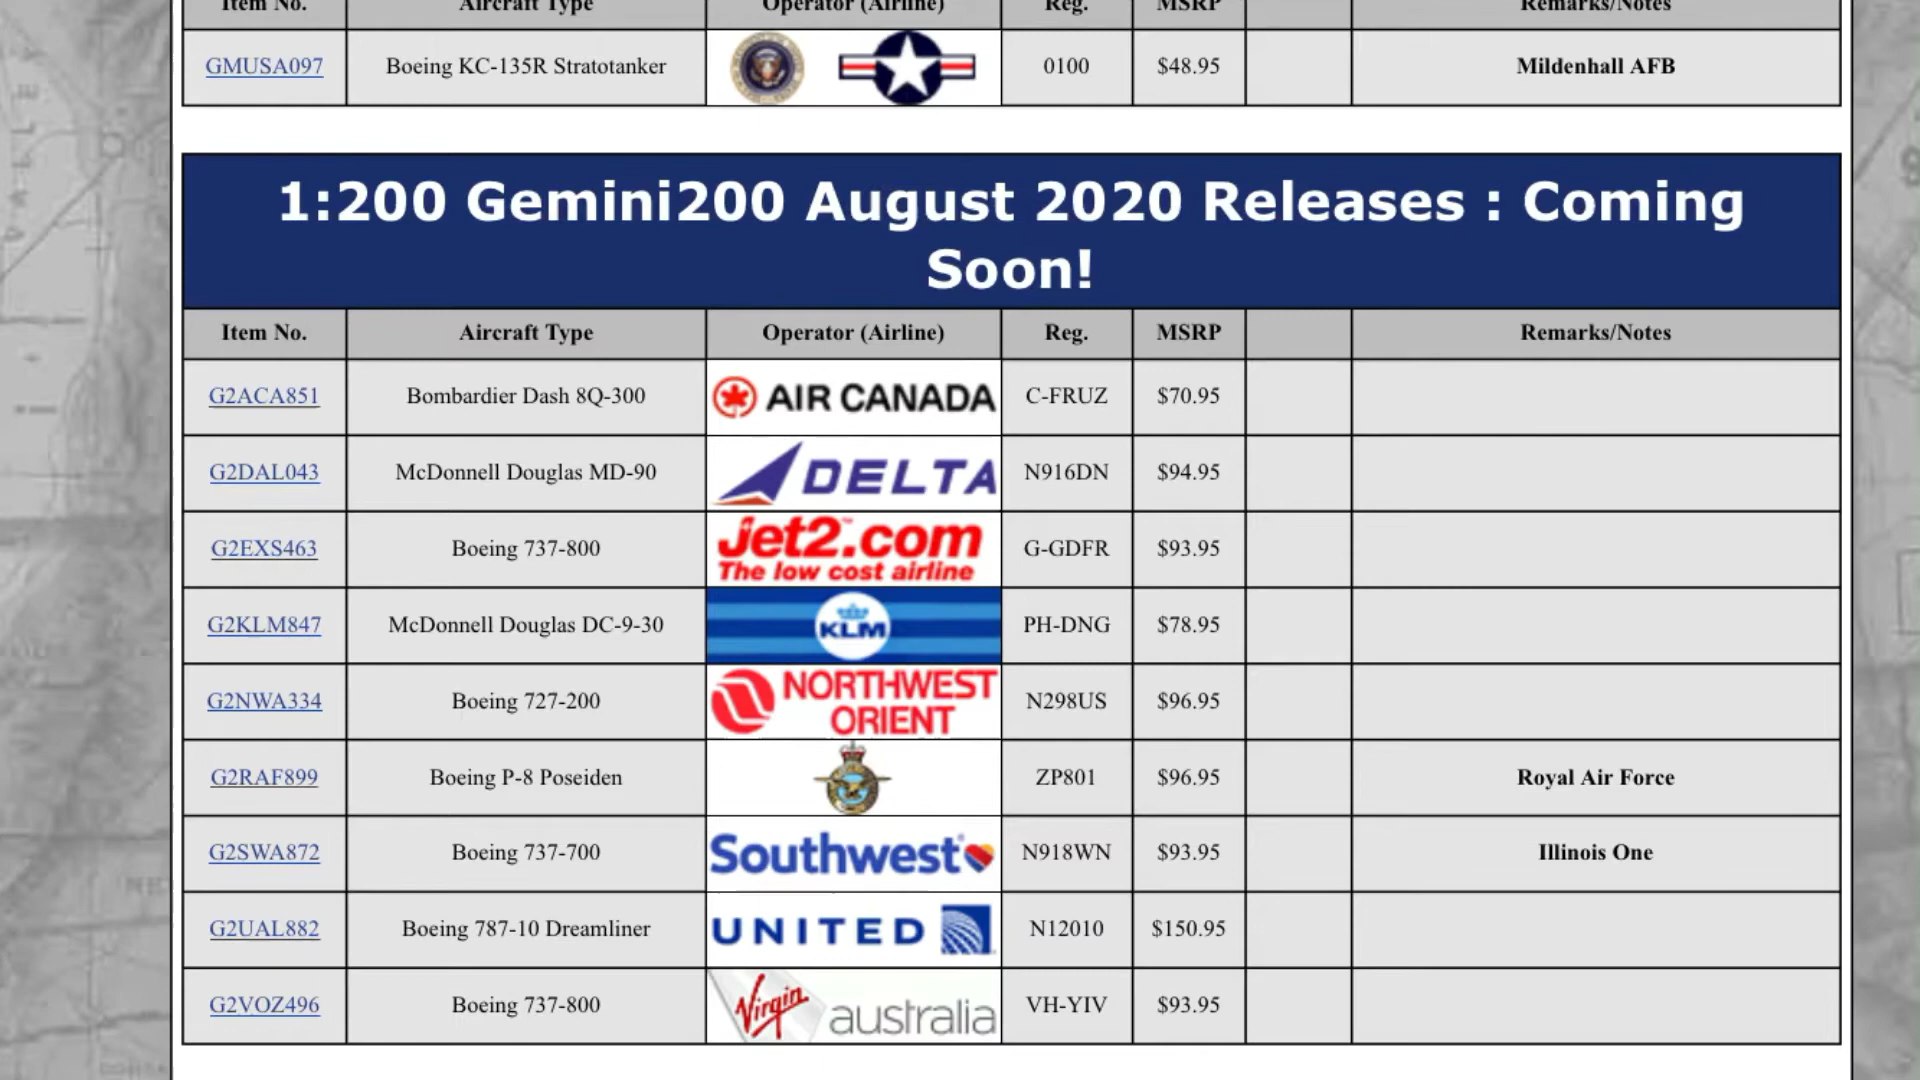 Item No. Aircraft Type Operator (Airline) Reg. MSRP Remarks/Notes
GMUSA097 Boeing KC-135R Stratotanker 0100 $48.95 Mildenhall AFB
1:200 Gemini200 August 2020 Releases : Coming
Soon!
Item No. Aircraft Type Operator (Airline) Reg. MSRP Remarks/Notes
G2ACA851 Bombardier Dash 8Q-300 AIR CANADA C-FRUZ $70.95
G2DAL043 McDonnell Douglas MD-90 DELTA N916DN $94.95
G2EXS463 Boeing 737-800 Jet2.com The low cost airline G-GDFR $93.95
G2KLM847 McDonnell Douglas DC-9-30 KLM PH-DNG $78.95
G2NWA334 Boeing 727-200 NORTHWEST ORIENT N298US $96.95
G2RAF899 Boeing P-8 Poseiden ZP801 $96.95 Royal Air Force
G2SWA872 Boeing 737-700 Southwest N918WN $93.95 Illinois One
G2UAL882 Boeing 787-10 Dreamliner UNITED N12010 $150.95
G2VOZ496 Boeing 737-800 Virgin australia VH-YIV $93.95